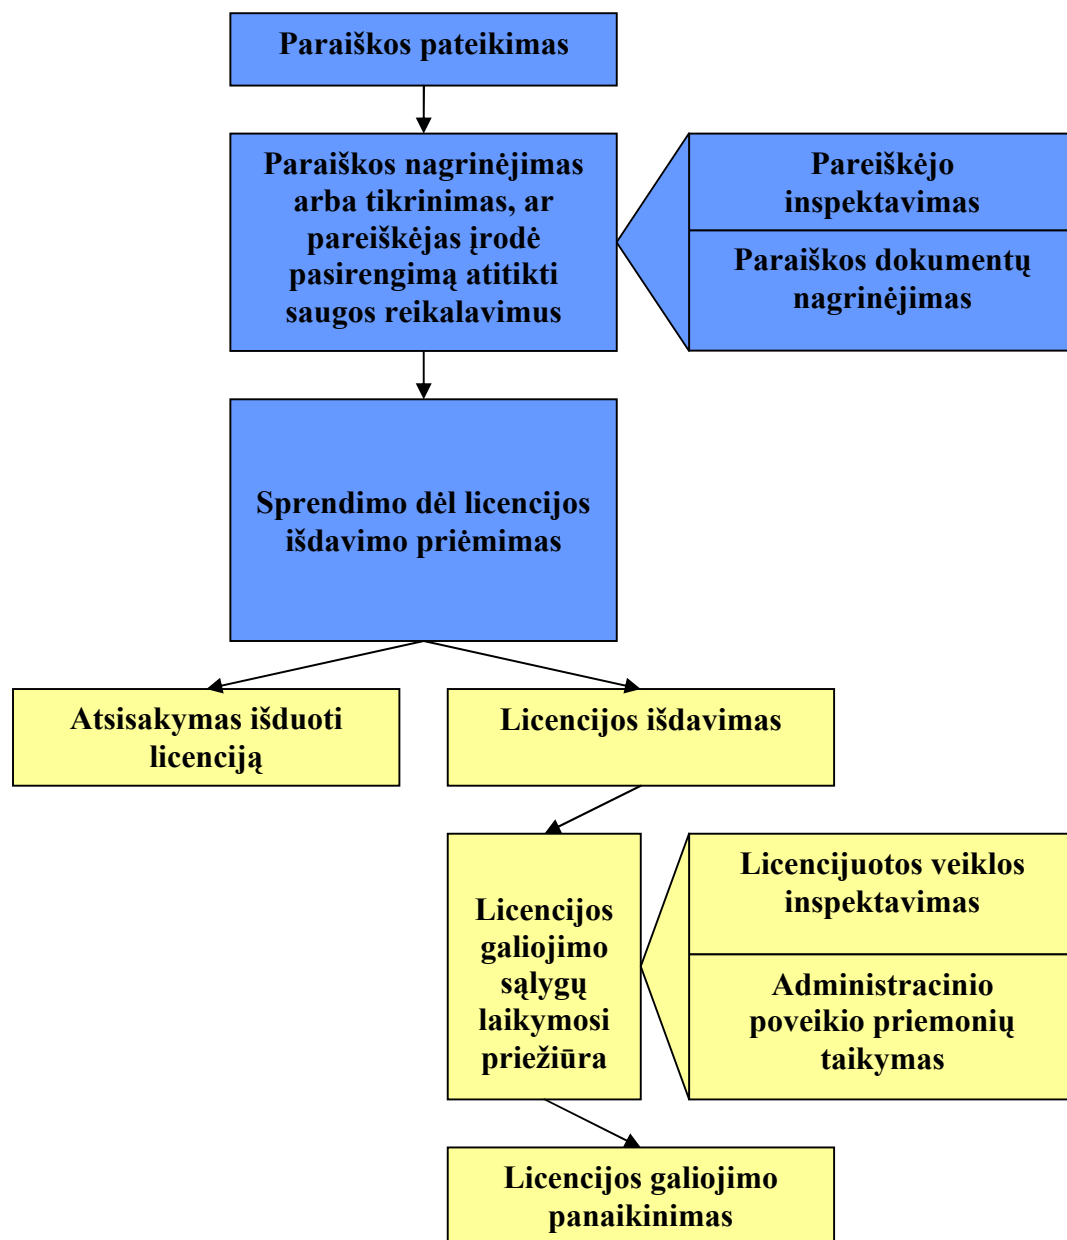 Paraiškos pateikimas
Paraiškos nagrinėjimas
arba tikrinimas, ar
pareiškėjas įrodė
pasirengimą atitikti
saugos reikalavimus
Pareiškėjo
inspektavimas
Paraiškos dokumentų
nagrinėjimas
Sprendimo dėl licencijos
išdavimo priėmimas
Atsisakymas išduoti
licenciją
Licencijos išdavimas
Licencijos
galiojimo
sąlygų
laikymosi
priežiūra
Licencijuotos veiklos
inspektavimas
Administracinio
poveikio priemonių
taikymas
Licencijos galiojimo
panaikinimas